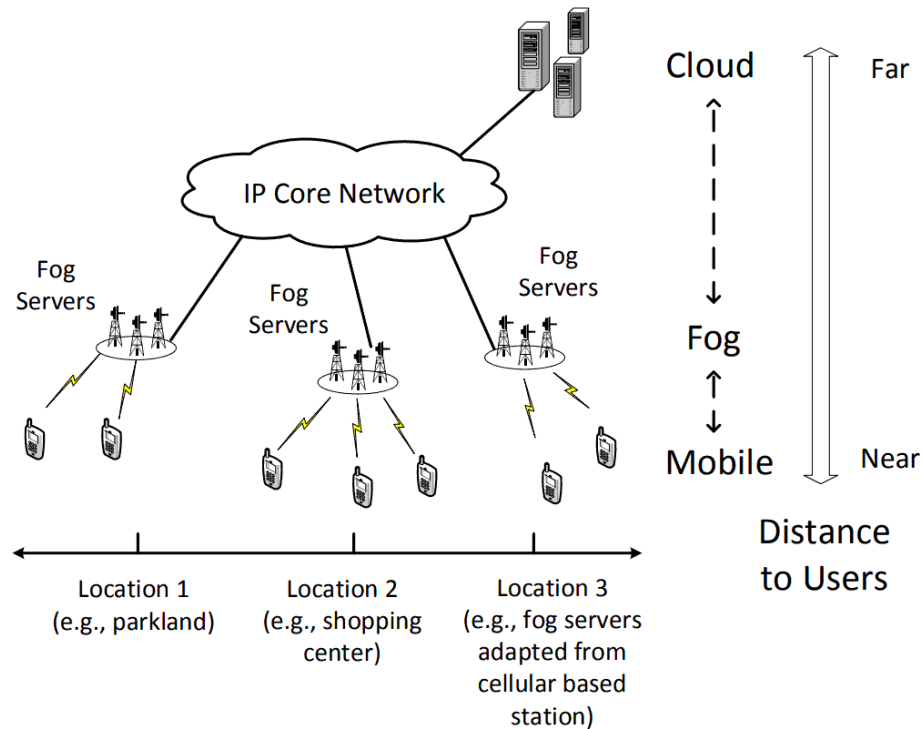 Cloud
Far
IP Core Network
Fog
Servers
Fog
Servers
Fog
Servers
Fog
Mobile
Near
Distance
to Users
Location 1
(e.g., parkland)
Location 2
(e.g., shopping
center)
Location 3
(e.g., fog servers
adapted from
cellular based
station)